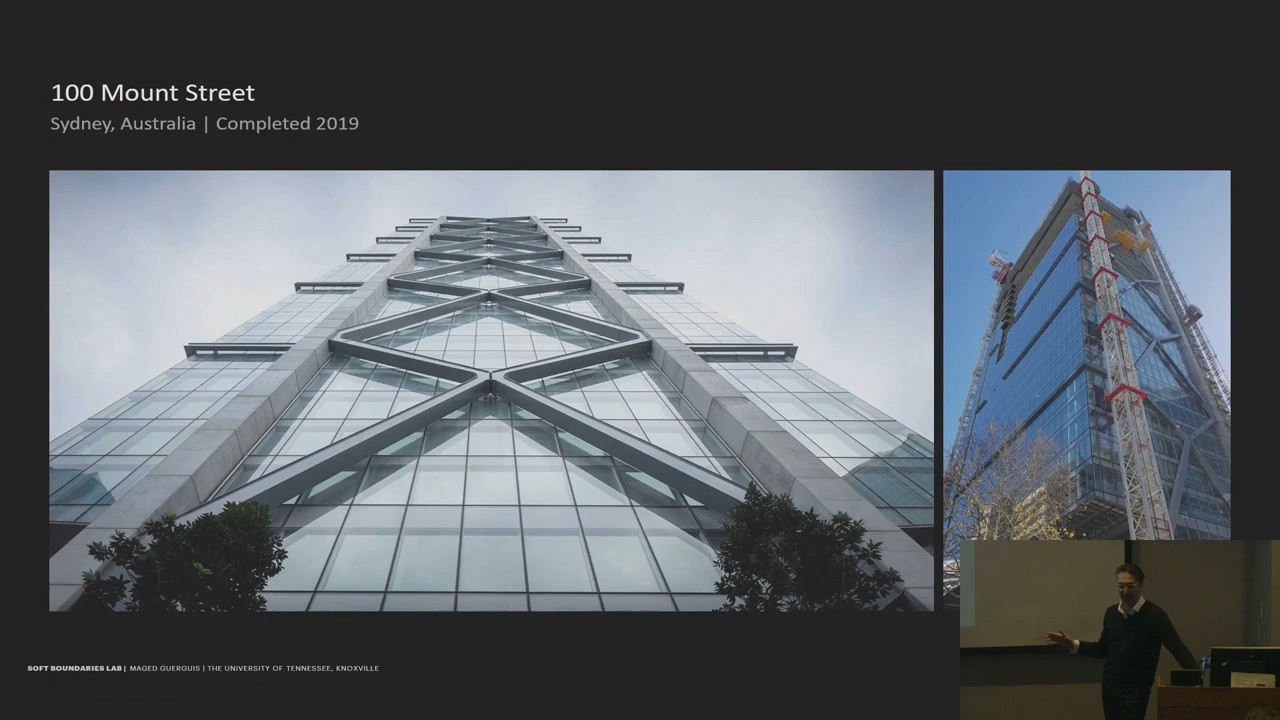 100 Mount Street
Sydney, Australia | Completed 2019
SOFT BOUNDARIES LAB | MAGED GUERGUIS | THE UNIVERSITY OF TENNESSEE, KNOXVILLE